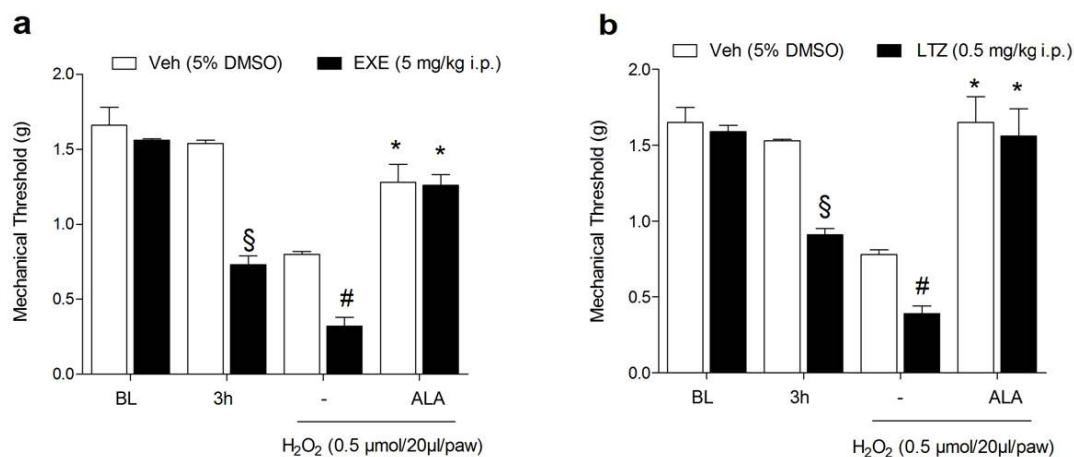 a
Veh (5% DMSO) EXE (5 mg/kg i.p.)
Mechanical Threshold (g)
2.0
1.5
1.0
0.5
0.0
§
#
*
*
BL 3h - ALA
H₂O₂ (0.5 µmol/20µl/paw)
b
Veh (5% DMSO) LTZ (0.5 mg/kg i.p.)
Mechanical Threshold (g)
2.0
1.5
1.0
0.5
0.0
§
#
*
*
BL 3h - ALA
H₂O₂ (0.5 µmol/20µl/paw)